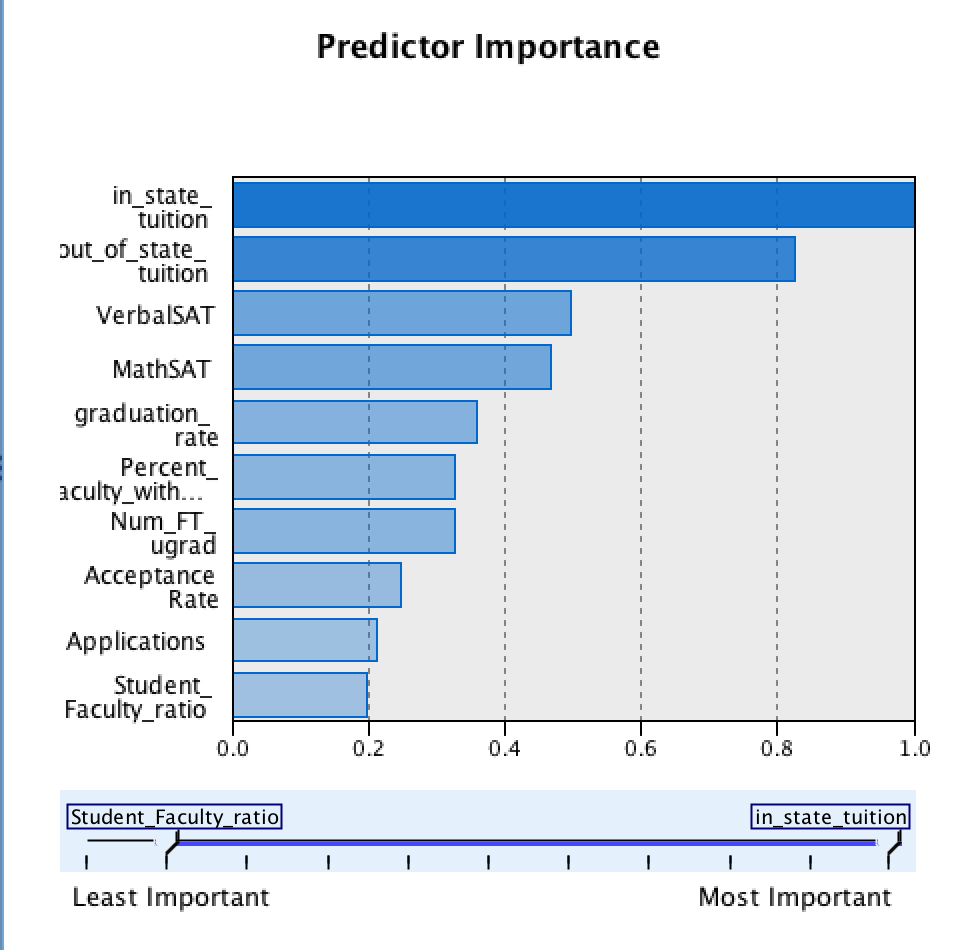 Predictor Importance
in_state_
tuition
out_of_state_
tuition
VerbalSAT
MathSAT
graduation_
rate
Percent_
aculty_with...
Num_FT_
ugrad
Acceptance
Rate
Applications
Student_
Faculty_ratio
0.0 0.2 0.4 0.6 0.8 1.0
Student_Faculty_ratio in_state_tuition
Least Important Most Important